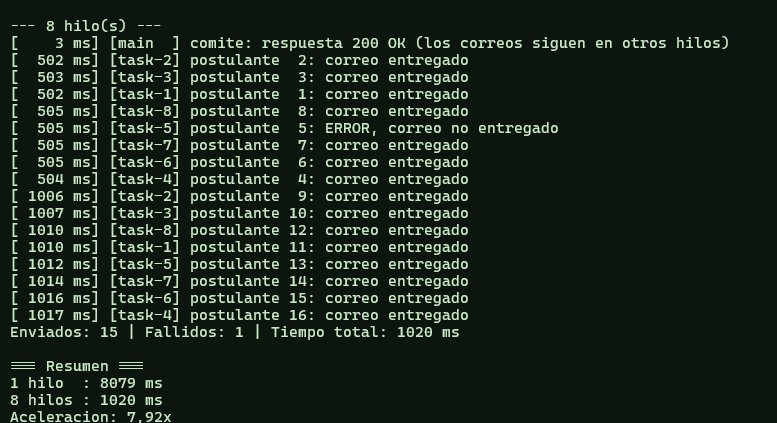 --- 8 hilo(s) ---
[    3 ms] [main  ] comite: respuesta 200 OK (los correos siguen en otros hilos)
[  502 ms] [task-2] postulante  2: correo entregado
[  503 ms] [task-3] postulante  3: correo entregado
[  502 ms] [task-1] postulante  1: correo entregado
[  505 ms] [task-8] postulante  8: correo entregado
[  505 ms] [task-5] postulante  5: ERROR, correo no entregado
[  505 ms] [task-7] postulante  7: correo entregado
[  505 ms] [task-6] postulante  6: correo entregado
[  504 ms] [task-4] postulante  4: correo entregado
[ 1006 ms] [task-2] postulante  9: correo entregado
[ 1007 ms] [task-3] postulante 10: correo entregado
[ 1010 ms] [task-8] postulante 12: correo entregado
[ 1010 ms] [task-1] postulante 11: correo entregado
[ 1012 ms] [task-5] postulante 13: correo entregado
[ 1014 ms] [task-7] postulante 14: correo entregado
[ 1016 ms] [task-6] postulante 15: correo entregado
[ 1017 ms] [task-4] postulante 16: correo entregado
Enviados: 15 | Fallidos: 1 | Tiempo total: 1020 ms
=== Resumen ===
1 hilo  : 8079 ms
8 hilos : 1020 ms
Aceleracion: 7,92x